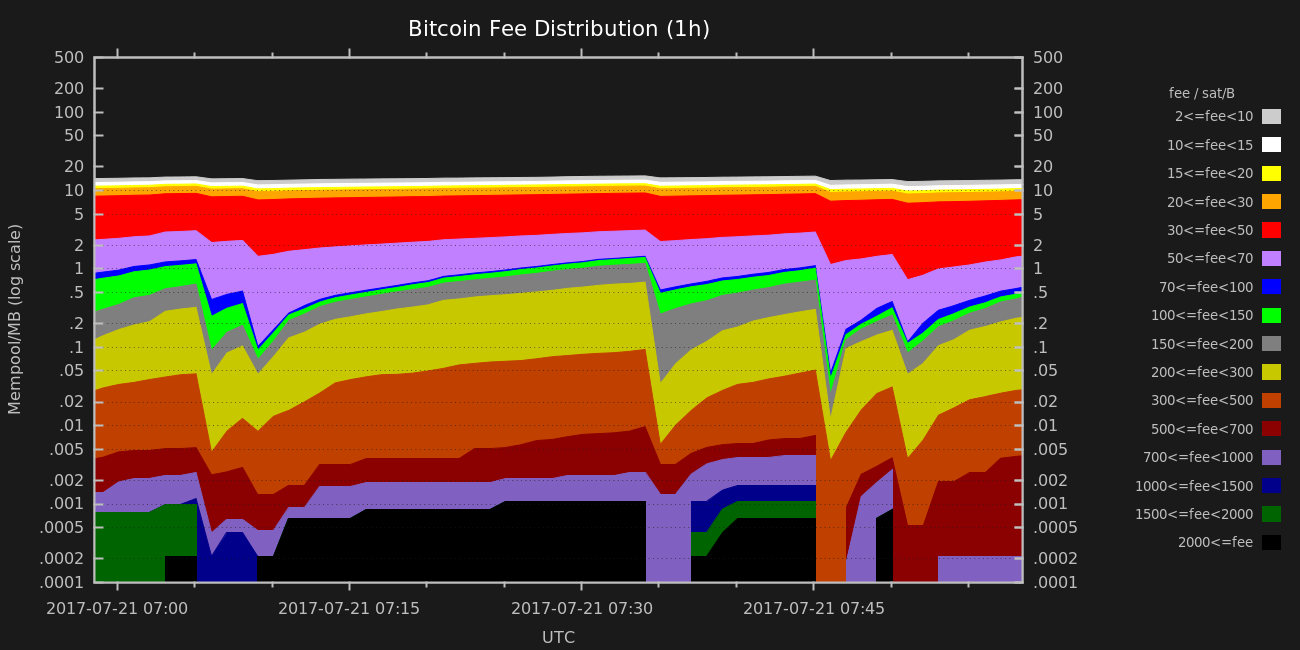 Bitcoin Fee Distribution (1h)
500
200
100
50
20
10
5
2
1
.5
.2
.1
.05
.02
.01
.005
.002
.001
.0005
.0002
.0001
Mempool/MB (log scale)
500
200
100
50
20
10
5
2
1
.5
.2
.1
.05
.02
.01
.005
.002
.001
.0005
.0002
.0001
2017-07-21 07:00
2017-07-21 07:15
2017-07-21 07:30
2017-07-21 07:45
UTC
fee / sat/B
2<=fee<10
10<=fee<15
15<=fee<20
20<=fee<30
30<=fee<50
50<=fee<70
70<=fee<100
100<=fee<150
150<=fee<200
200<=fee<300
300<=fee<500
500<=fee<700
700<=fee<1000
1000<=fee<1500
1500<=fee<2000
2000<=fee